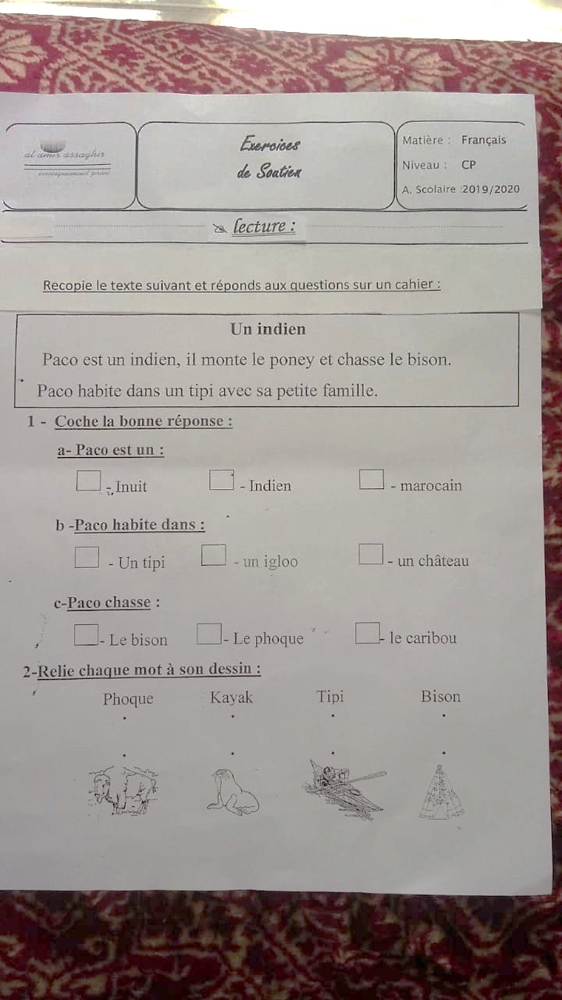 al amir assaghir
enseignement privé
Exercices
de Soutien
Matière : Français
Niveau : CP
A. Scolaire :2019/2020
lecture :
Recopie le texte suivant et réponds aux questions sur un cahier :
Un indien
Paco est un indien, il monte le poney et chasse le bison.
Paco habite dans un tipi avec sa petite famille.
1 - Coche la bonne réponse :
a- Paco est un :
- Inuit - Indien - marocain
b -Paco habite dans :
- Un tipi - un igloo - un château
c-Paco chasse :
- Le bison - Le phoque - le caribou
2-Relie chaque mot à son dessin :
Phoque Kayak Tipi Bison